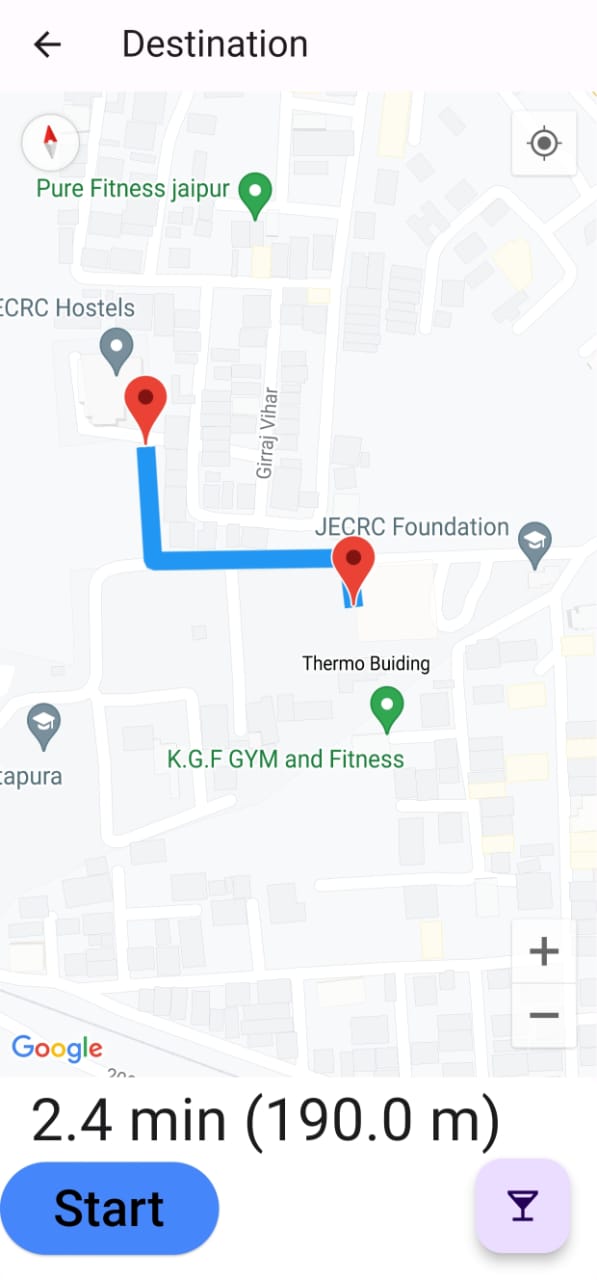 Destination
Pure Fitness jaipur
ECRC Hostels
Girraj Vihar
JECRC Foundation
Thermo Buiding
K.G.F GYM and Fitness
tapura
Google
2.4 min (190.0 m)
Start